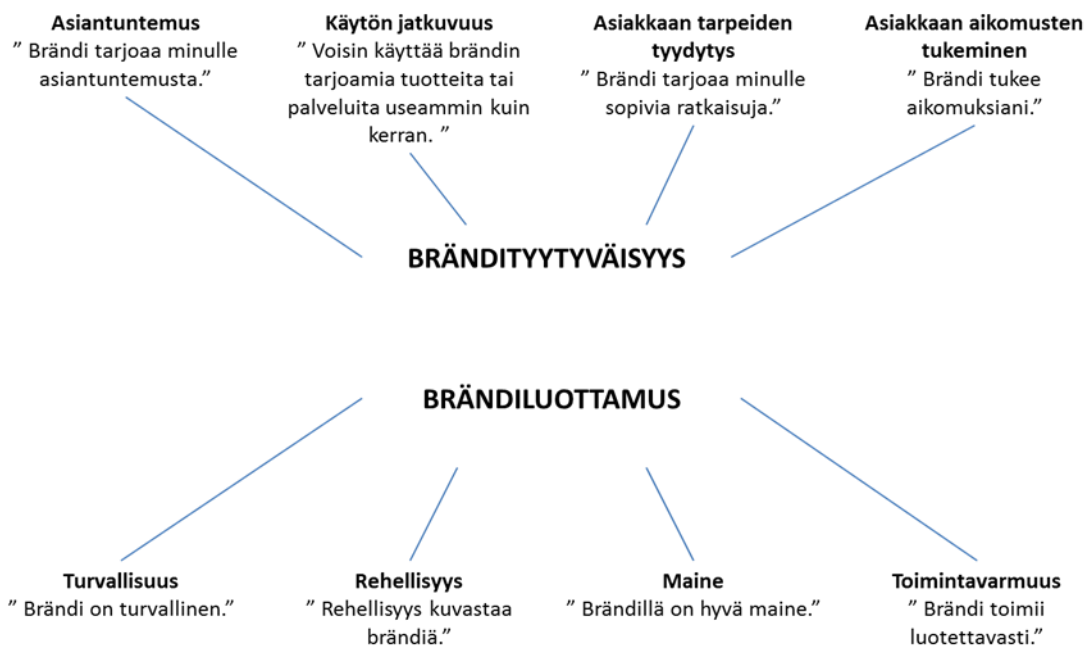 Asiantuntemus
” Brändi tarjoaa minulle
asiantuntemusta.”
Käytön jatkuvuus
” Voisin käyttää brändin
tarjoamia tuotteita tai
palveluita useammin kuin
kerran. ”
Asiakkaan tarpeiden
tyydytys
” Brändi tarjoaa minulle
sopivia ratkaisuja.”
Asiakkaan aikomusten
tukeminen
” Brändi tukee
aikomuksiani.”
BRÄNDITYYTYVÄISYYS
BRÄNDILUOTTAMUS
Turvallisuus
” Brändi on turvallinen.”
Rehellisyys
” Rehellisyys kuvastaa
brändiä.”
Maine
” Brändillä on hyvä maine.”
Toimintavarmuus
” Brändi toimii
luotettavasti.”